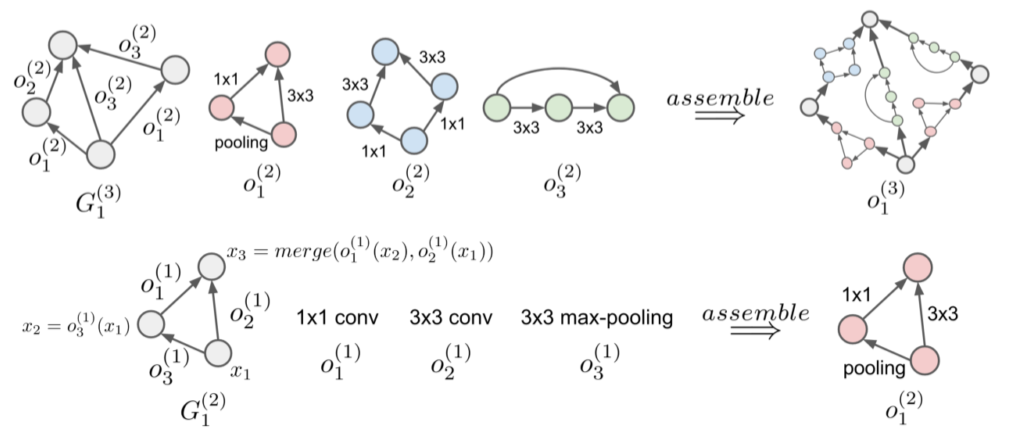 o_2^{(2)}
o_3^{(2)}
o_3^{(2)}
o_1^{(2)}
o_1^{(2)}
G_1^{(3)}
1x1
3x3
pooling
o_1^{(2)}
3x3
3x3
1x1
1x1
o_2^{(2)}
3x3 3x3
o_3^{(2)}
assemble
⟹
o_1^{(3)}
x_3 = merge(o_1^{(1)}(x_2), o_2^{(1)}(x_1))
o_1^{(1)}
x_2 = o_3^{(1)}(x_1)
o_2^{(1)}
o_3^{(1)}
x_1
G_1^{(2)}
1x1 conv 3x3 conv 3x3 max-pooling
o_1^{(1)} o_2^{(1)} o_3^{(1)}
assemble
⟹
1x1
3x3
pooling
o_1^{(2)}